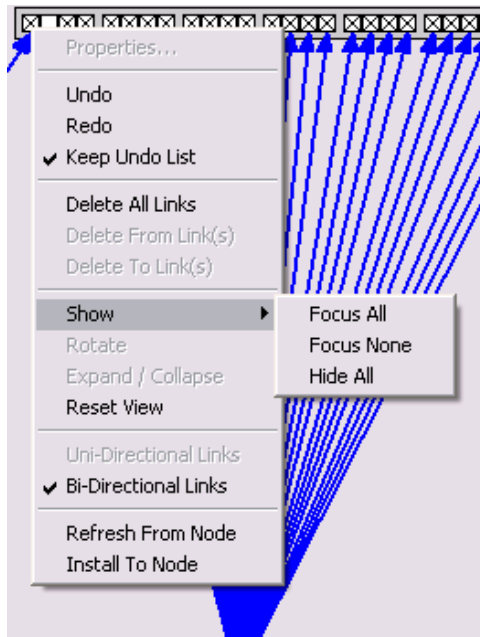 Properties...
Undo
Redo
Keep Undo List
Delete All Links
Delete From Link(s)
Delete To Link(s)
Show
Focus All
Focus None
Hide All
Rotate
Expand / Collapse
Reset View
Uni-Directional Links
Bi-Directional Links
Refresh From Node
Install To Node